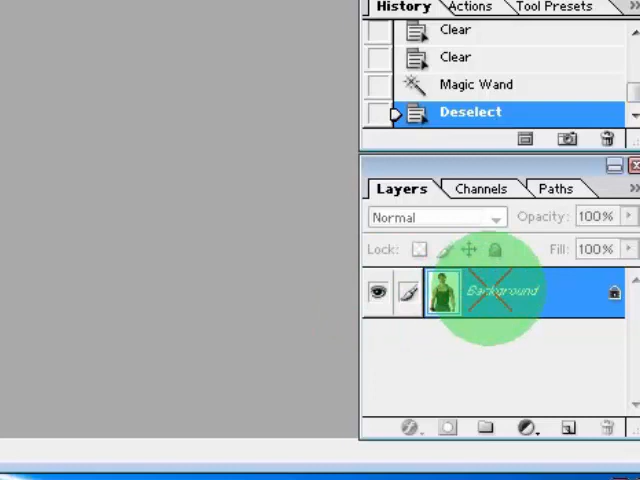 History Actions Tool Presets
Clear
Clear
Magic Wand
Deselect
Layers Channels Paths
Normal Opacity: 100%
Lock: Fill: 100%
Background